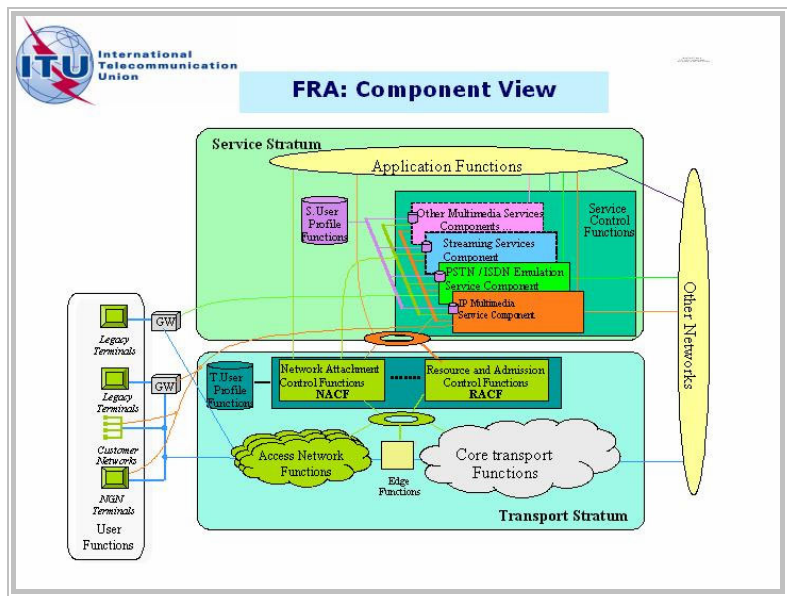 ITU
International
Telecommunication
Union
FRA: Component View
Service Stratum
Application Functions
S.User
Profile
Functions
Other Multimedia Services
Components ...
Streaming Services
Component
PSTN / ISDN Emulation
Service Component
IP Multimedia
Service Component
Service
Control
Functions
Other Networks
GW
Legacy
Terminals
GW
Legacy
Terminals
Customer
Networks
NGN
Terminals
User
Functions
T.User
Profile
Functions
Network Attachment
Control Functions
NACF
Resource and Admission
Control Functions
RACF
Access Network
Functions
Edge
Functions
Core transport
Functions
Transport Stratum